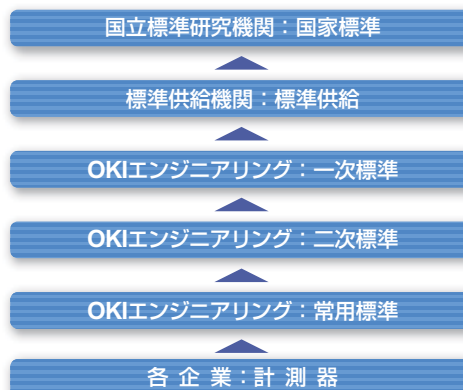 国立標準研究機関：国家標準
標準供給機関：標準供給
OKIエンジニアリング：一次標準
OKIエンジニアリング：二次標準
OKIエンジニアリング：常用標準
各企業：計測器